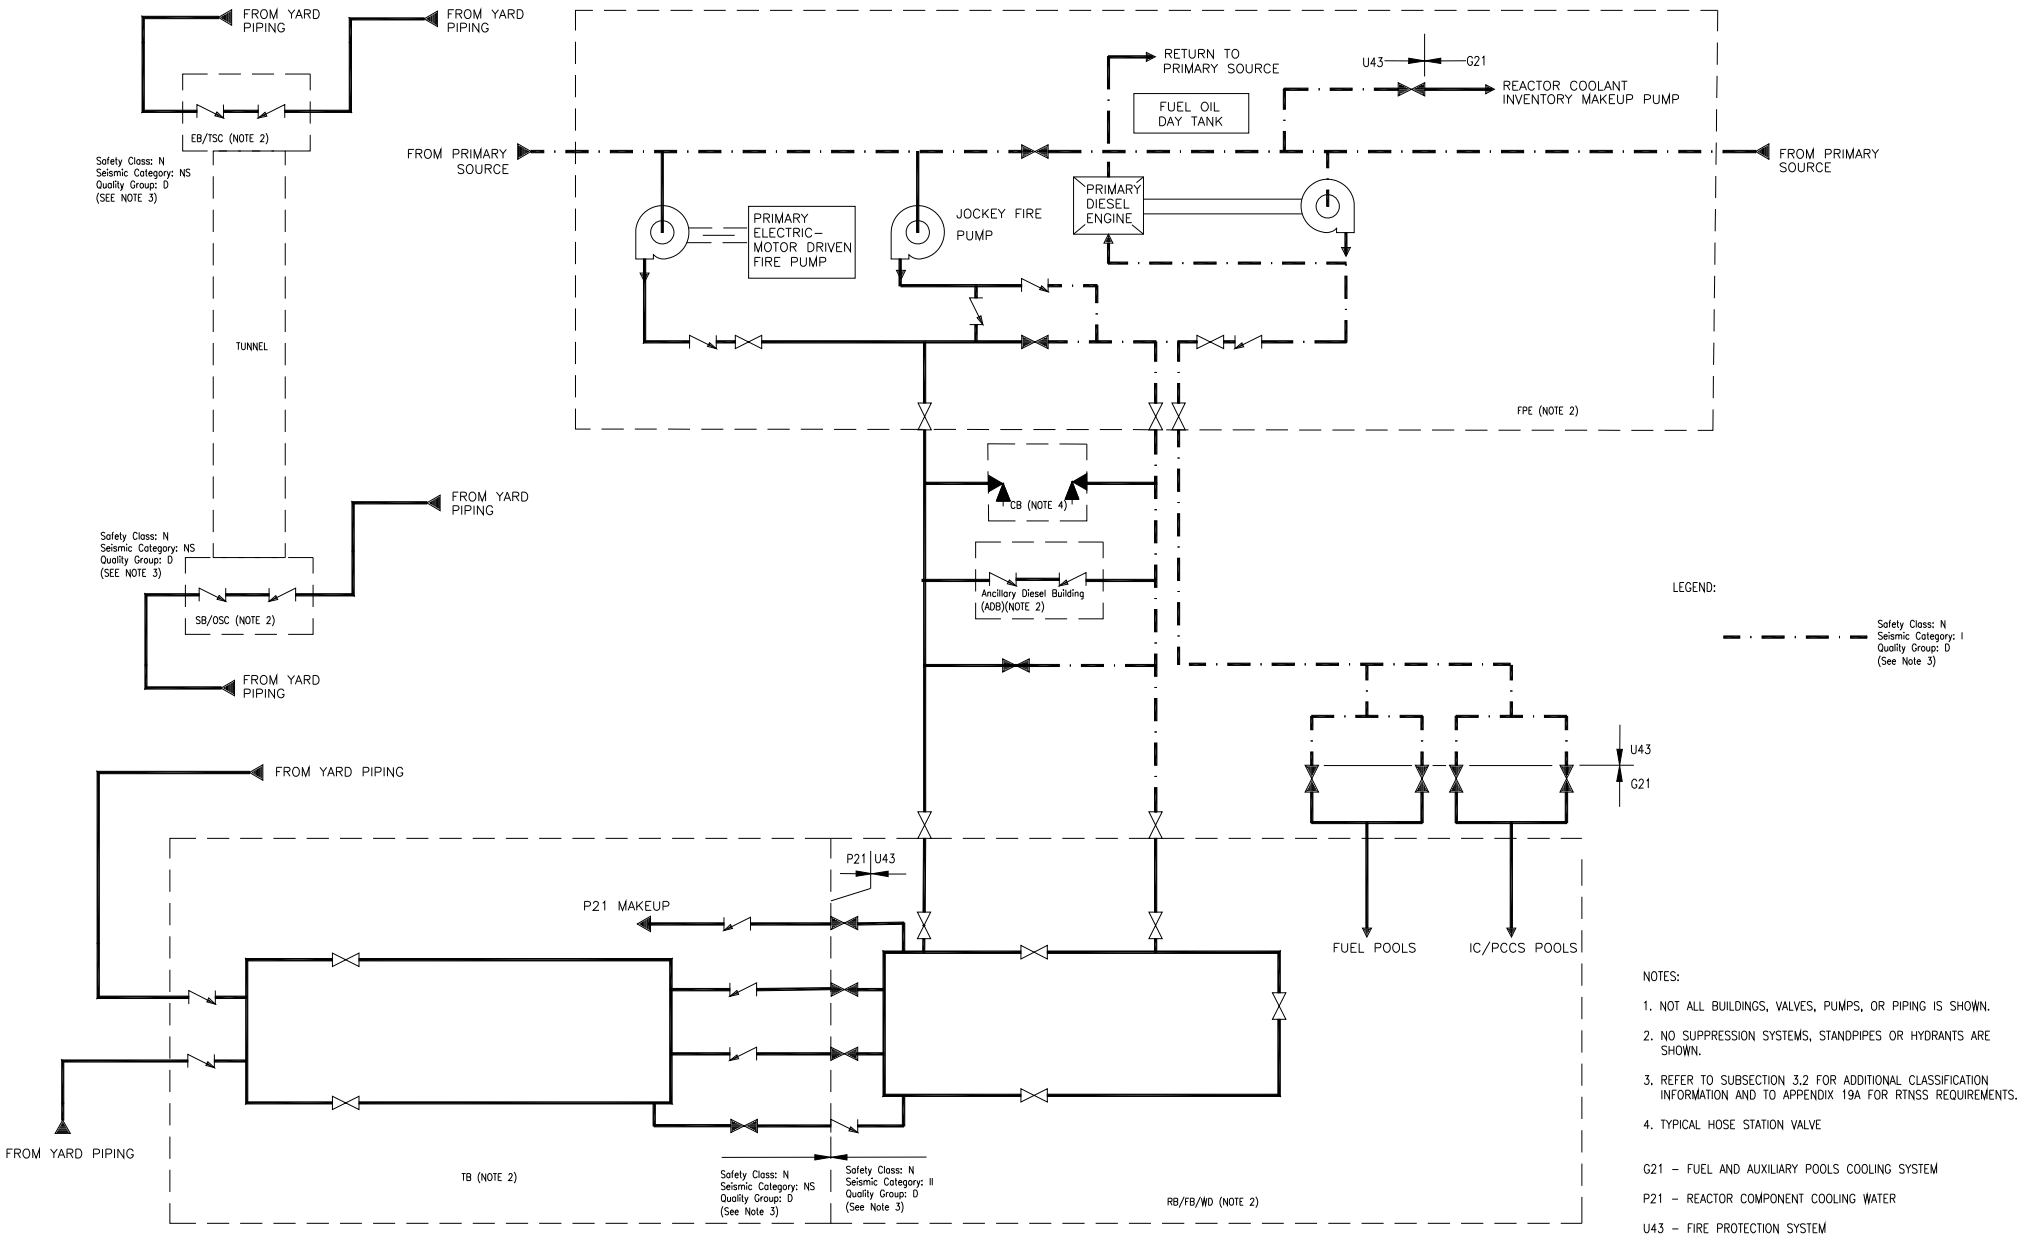 FROM YARD
PIPING
FROM YARD
PIPING
EB/TSC (NOTE 2)
Safety Class: N
Seismic Category: NS
Quality Group: D
(SEE NOTE 3)
TUNNEL
FROM YARD
PIPING
Safety Class: N
Seismic Category: NS
Quality Group: D
(SEE NOTE 3)
SB/OSC (NOTE 2)
FROM YARD
PIPING
RETURN TO
PRIMARY SOURCE
U43
G21
REACTOR COOLANT
INVENTORY MAKEUP PUMP
FUEL OIL
DAY TANK
FROM PRIMARY
SOURCE
FROM PRIMARY
SOURCE
PRIMARY
ELECTRIC-
MOTOR DRIVEN
FIRE PUMP
JOCKEY FIRE
PUMP
PRIMARY
DIESEL
ENGINE
FPE (NOTE 2)
CB (NOTE 4)
Ancillary Diesel Building
(ADB)(NOTE 2)
LEGEND:
Safety Class: N
Seismic Category: I
Quality Group: D
(See Note 3)
U43
G21
FROM YARD PIPING
P21
U43
P21 MAKEUP
FUEL POOLS
IC/PCCS POOLS
FROM YARD PIPING
TB (NOTE 2)
Safety Class: N
Seismic Category: NS
Quality Group: D
(See Note 3)
Safety Class: N
Seismic Category: II
Quality Group: D
(See Note 3)
RB/FB/WD (NOTE 2)
NOTES:
1. NOT ALL BUILDINGS, VALVES, PUMPS, OR PIPING IS SHOWN.
2. NO SUPPRESSION SYSTEMS, STANDPIPES OR HYDRANTS ARE
SHOWN.
3. REFER TO SUBSECTION 3.2 FOR ADDITIONAL CLASSIFICATION
INFORMATION AND TO APPENDIX 19A FOR RTNSS REQUIREMENTS.
4. TYPICAL HOSE STATION VALVE
G21 - FUEL AND AUXILIARY POOLS COOLING SYSTEM
P21 - REACTOR COMPONENT COOLING WATER
U43 - FIRE PROTECTION SYSTEM